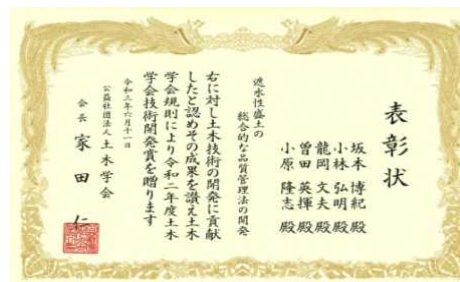 表彰状
坂本博紀殿
小林弘明殿
龍岡文夫殿
曽田英揮殿
小原隆志殿
遮水性盛土の
総合的な品質管理法の開発
右に対し土木技術の開発に貢献
したと認めその成果を讃え土木
学会規則により令和二年度土木
学会技術開発賞を贈ります
令和三年六月十一日
公益社団法人土木学会
会長 家田仁